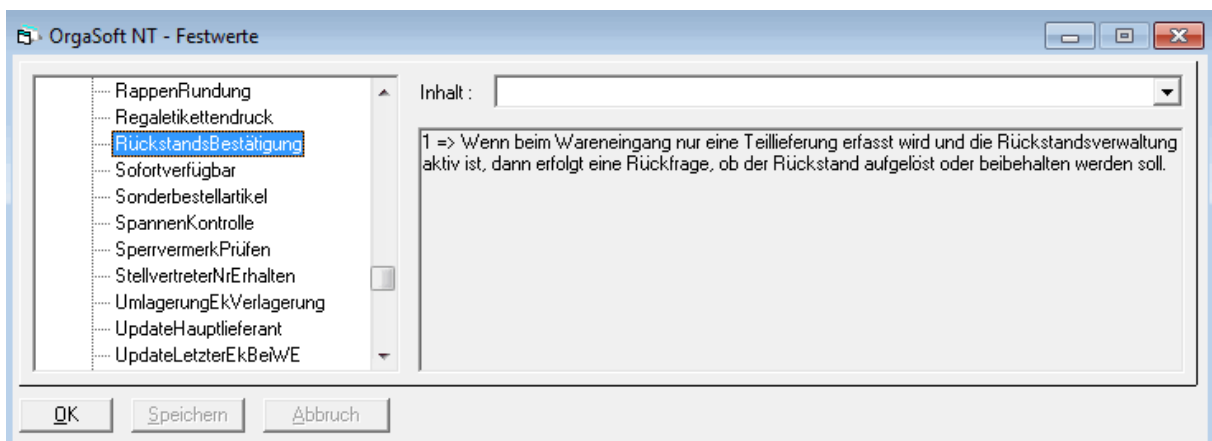 OrgaSoft NT - Festwerte
RappenRundung
Regaletikettendruck
RückstandsBestätigung
Sofortverfügbar
Sonderbestellartikel
SpannenKontrolle
SperrvermerkPrüfen
StellvertreterNrErhalten
UmlagerungEkVerlagerung
UpdateHauptlieferant
UpdateLetzterEkBeiWE
Inhalt :
1 => Wenn beim Wareneingang nur eine Teillieferung erfasst wird und die Rückstandsverwaltung
aktiv ist, dann erfolgt eine Rückfrage, ob der Rückstand aufgelöst oder beibehalten werden soll.
OK
Speichern
Abbruch